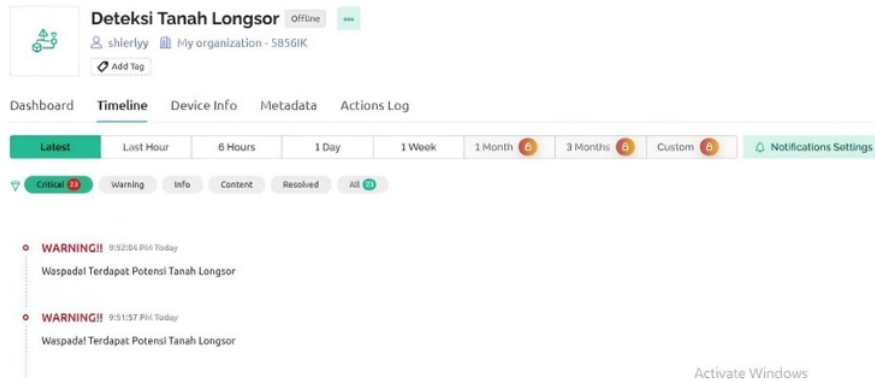 Deteksi Tanah Longsor Offline
shierlyy My organization - 5856IK
Add Tag
Dashboard Timeline Device Info Metadata Actions Log
Latest Last Hour 6 Hours 1 Day 1 Week 1 Month 3 Months Custom Notifications Settings
Critical 23 Warning Info Content Resolved All 23
WARNING!! 9:52:04 PM Today
Waspada! Terdapat Potensi Tanah Longsor
WARNING!! 9:51:57 PM Today
Waspada! Terdapat Potensi Tanah Longsor
Activate Windows